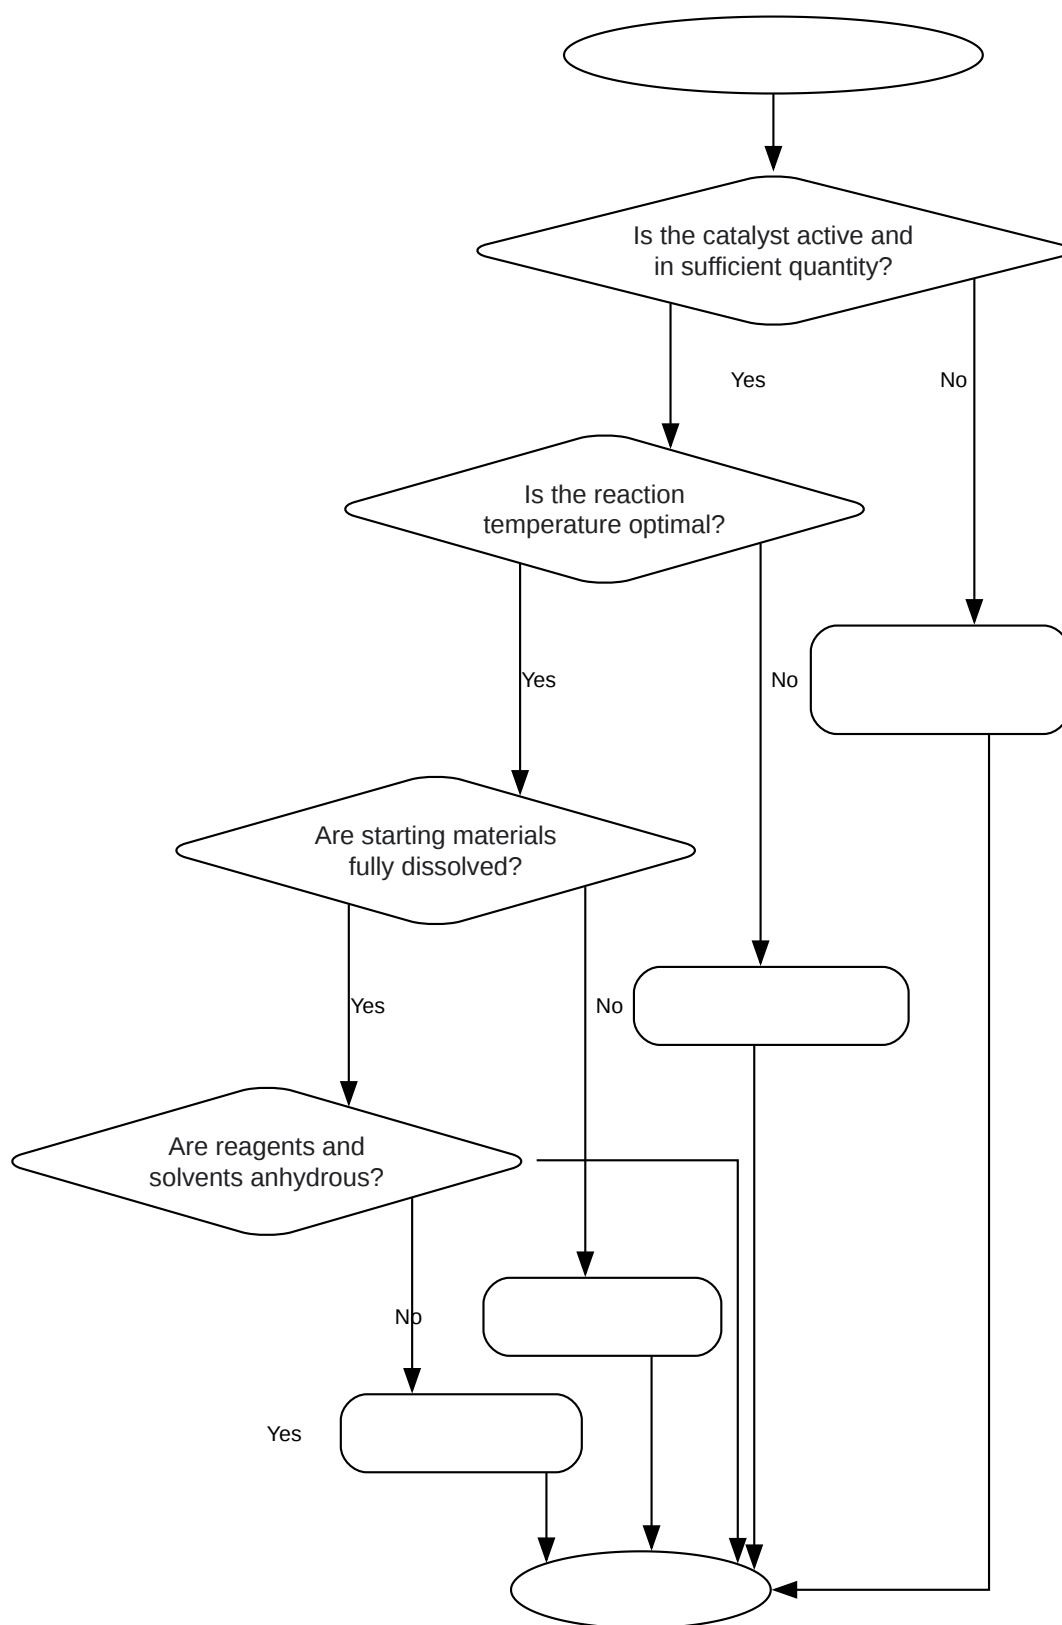 Is the catalyst active and
in sufficient quantity?
Yes
No
Is the reaction
temperature optimal?
Yes
No
Are starting materials
fully dissolved?
Yes
No
Are reagents and
solvents anhydrous?
No
Yes